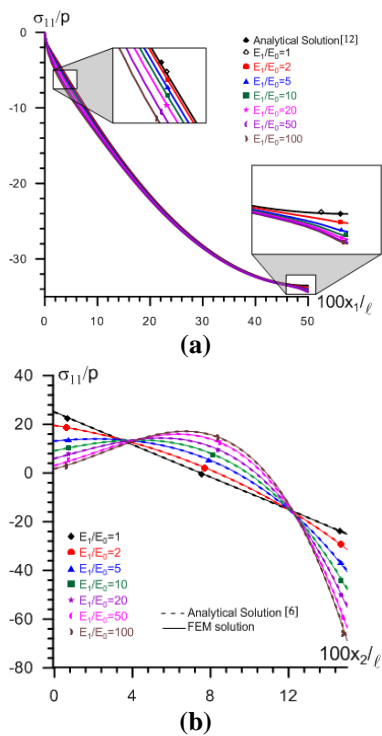 σ₁₁/p
Analytical Solution[12]
E₁/E₀=1
E₁/E₀=2
E₁/E₀=5
E₁/E₀=10
E₁/E₀=20
E₁/E₀=50
E₁/E₀=100
0
-10
-20
-30
0 10 20 30 40 50
100x₁/ℓ
(a)
σ₁₁/p
40
20
0
-20
-40
-60
-80
E₁/E₀=1
E₁/E₀=2
E₁/E₀=5
E₁/E₀=10
E₁/E₀=20
E₁/E₀=50
E₁/E₀=100
Analytical Solution [6]
FEM solution
100x₂/ℓ
0 4 8 12
(b)